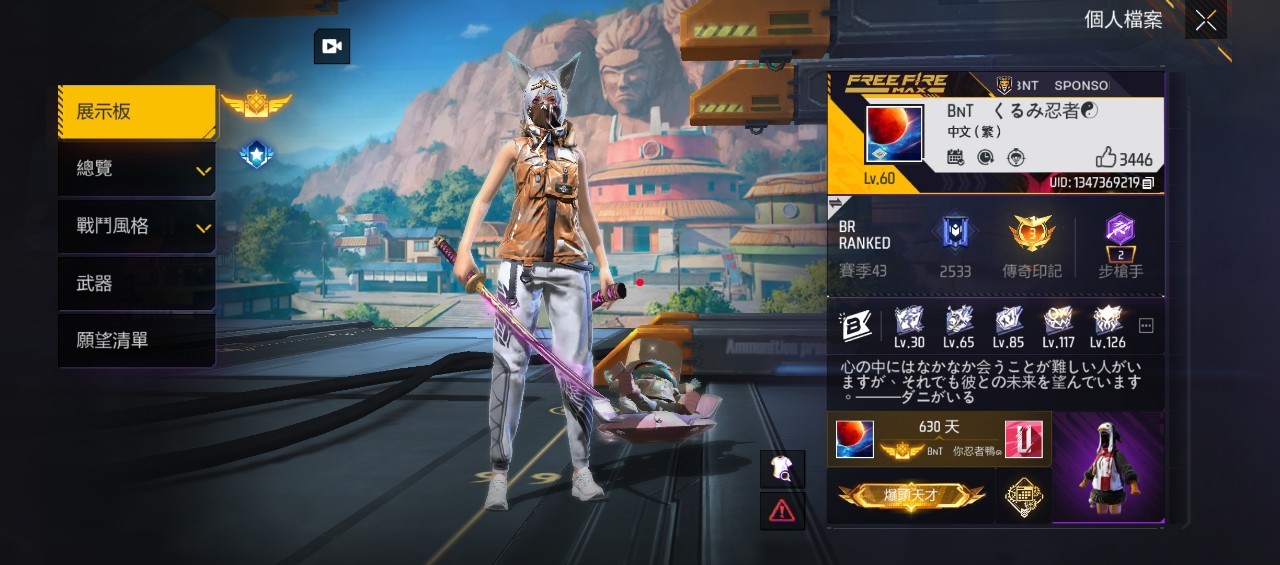 個人檔案
展示板
總覽
戰鬥風格
武器
願望清單
FREE FIRE
MAX
BNT SPONSO
BNT くるみ忍者☯
中文(繁)
3446
Lv.60
UID: 1347369219
BR
RANKED
賽季43
2533
3
傳奇印記
2
步槍手
Lv.30
Lv.65
Lv.85
Lv.117
Lv.126
心の中にはなかなか会うことが難しい人がい
ますが、それでも彼との未来を望んでいます
。———ダニがいる
630 天
BNT 你忍者鴨
爆頭天才